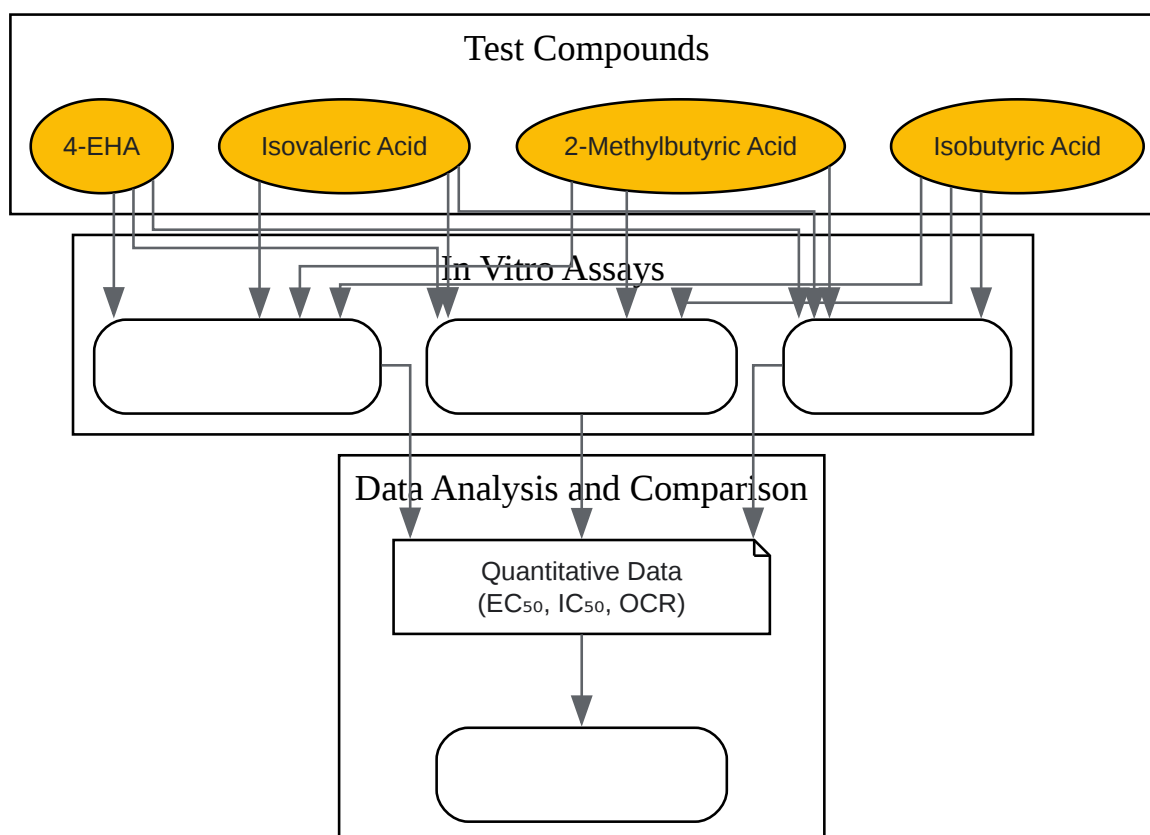 Test Compounds
4-EHA
Isovaleric Acid
2-Methylbutyric Acid
Isobutyric Acid
In Vitro Assays
Data Analysis and Comparison
Quantitative Data
(EC₅₀, IC₅₀, OCR)